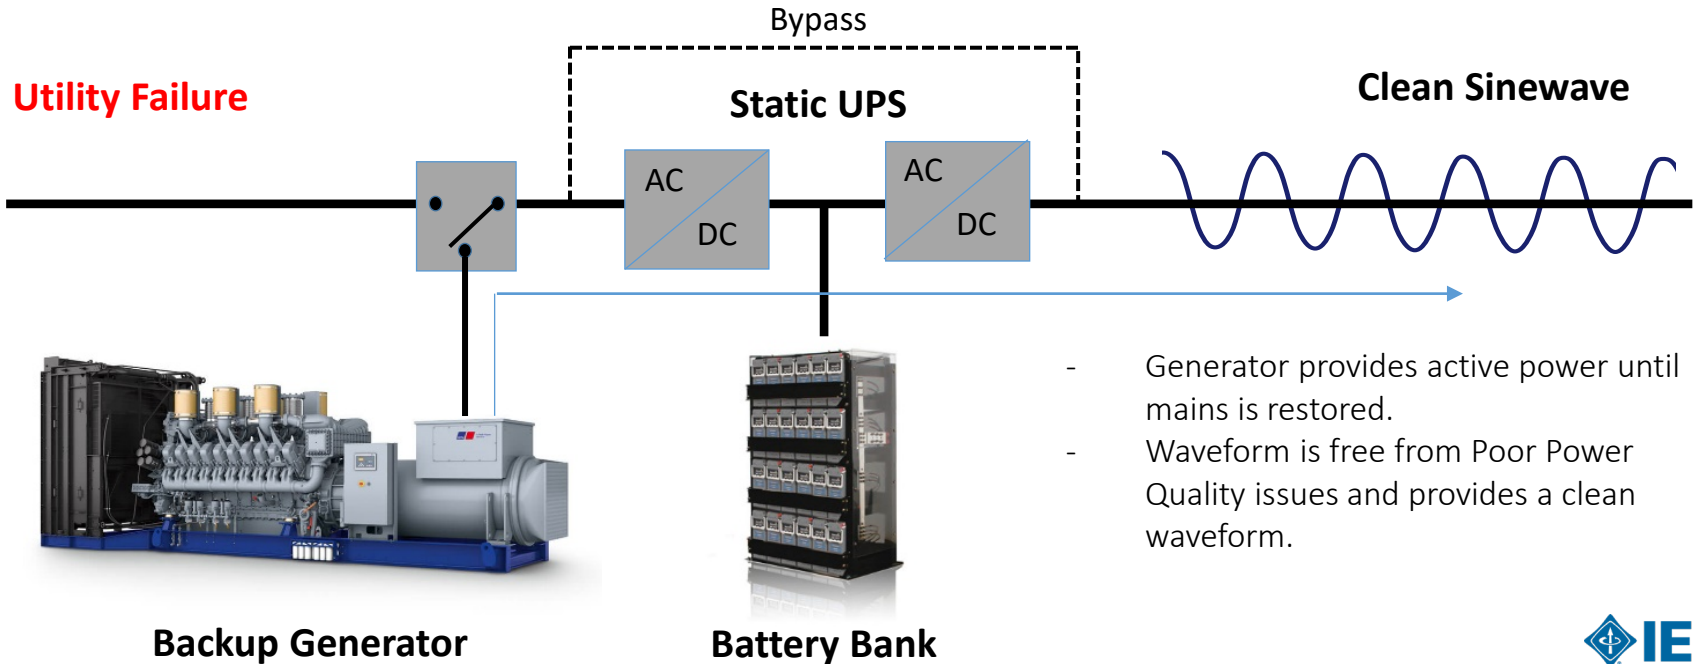 Bypass
Utility Failure
Static UPS
Clean Sinewave
AC
DC
AC
DC
- Generator provides active power until
mains is restored.
- Waveform is free from Poor Power
Quality issues and provides a clean
waveform.
Backup Generator
Battery Bank
IE